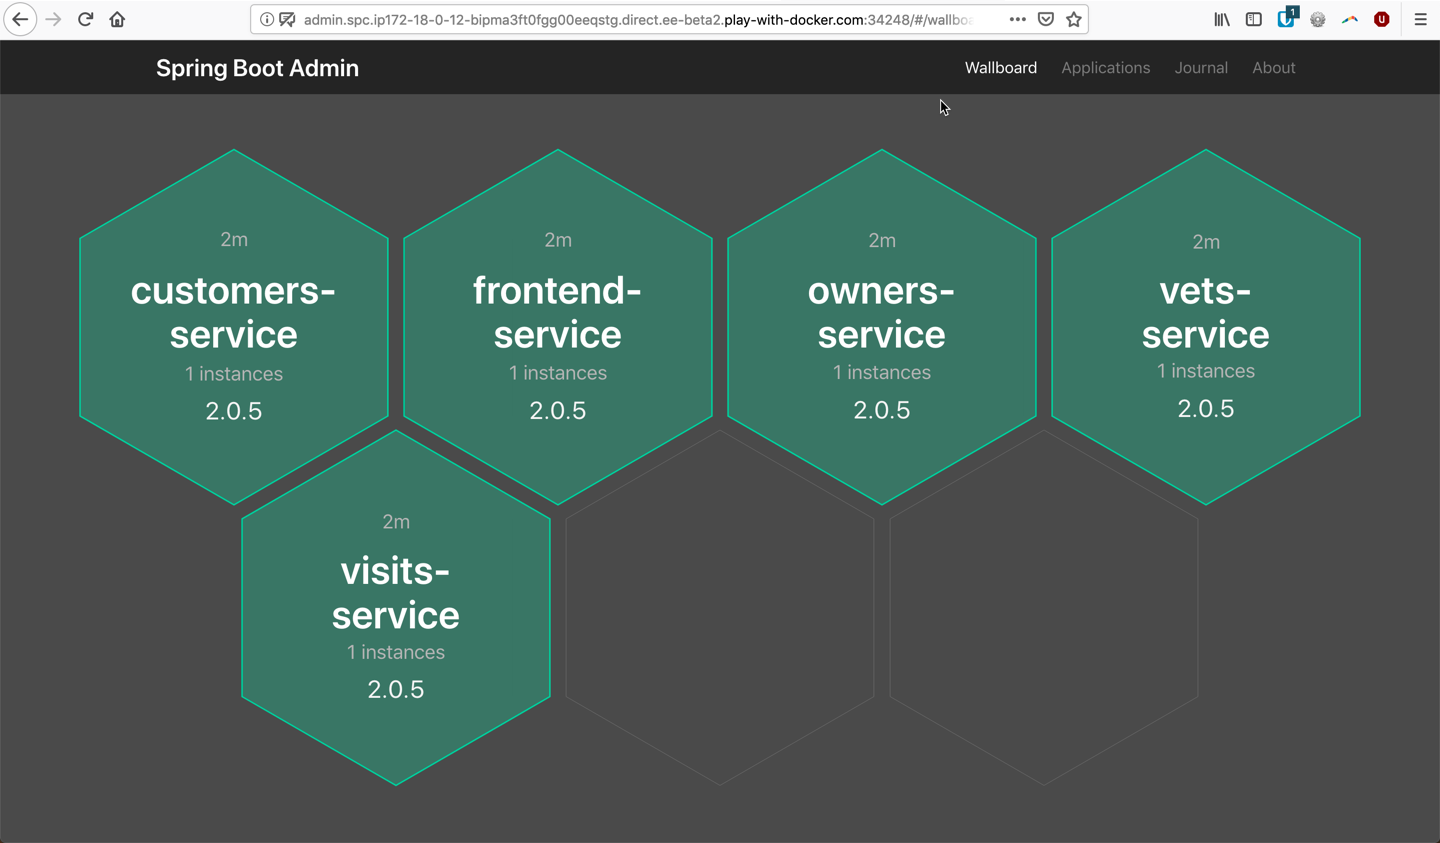 admin.spc.ip172-18-0-12-bipma3ft0fgg00eeqstg.direct.ee-beta2.play-with-docker.com:34248/#/wallboa
1
Spring Boot Admin
Wallboard
Applications
Journal
About
2m
customers-
service
1 instances
2.0.5
2m
frontend-
service
1 instances
2.0.5
2m
owners-
service
1 instances
2.0.5
2m
vets-
service
1 instances
2.0.5
2m
visits-
service
1 instances
2.0.5